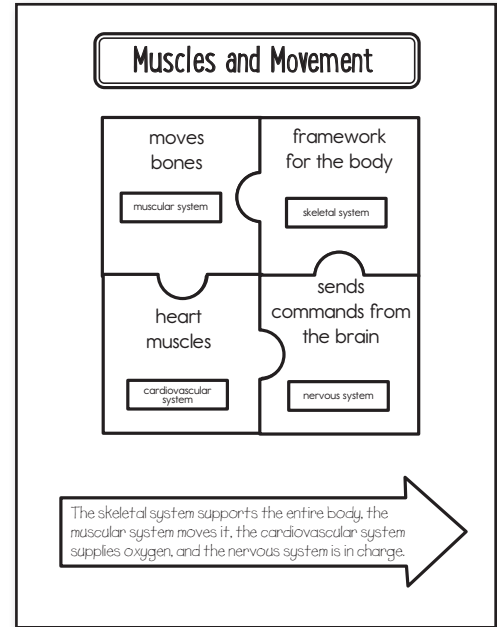 Muscles and Movement
moves
bones
muscular system
framework
for the body
skeletal system
heart
muscles
cardiovascular
system
sends
commands from
the brain
nervous system
The skeletal system supports the entire body, the
muscular system moves it, the cardiovascular system
supplies oxygen, and the nervous system is in charge.